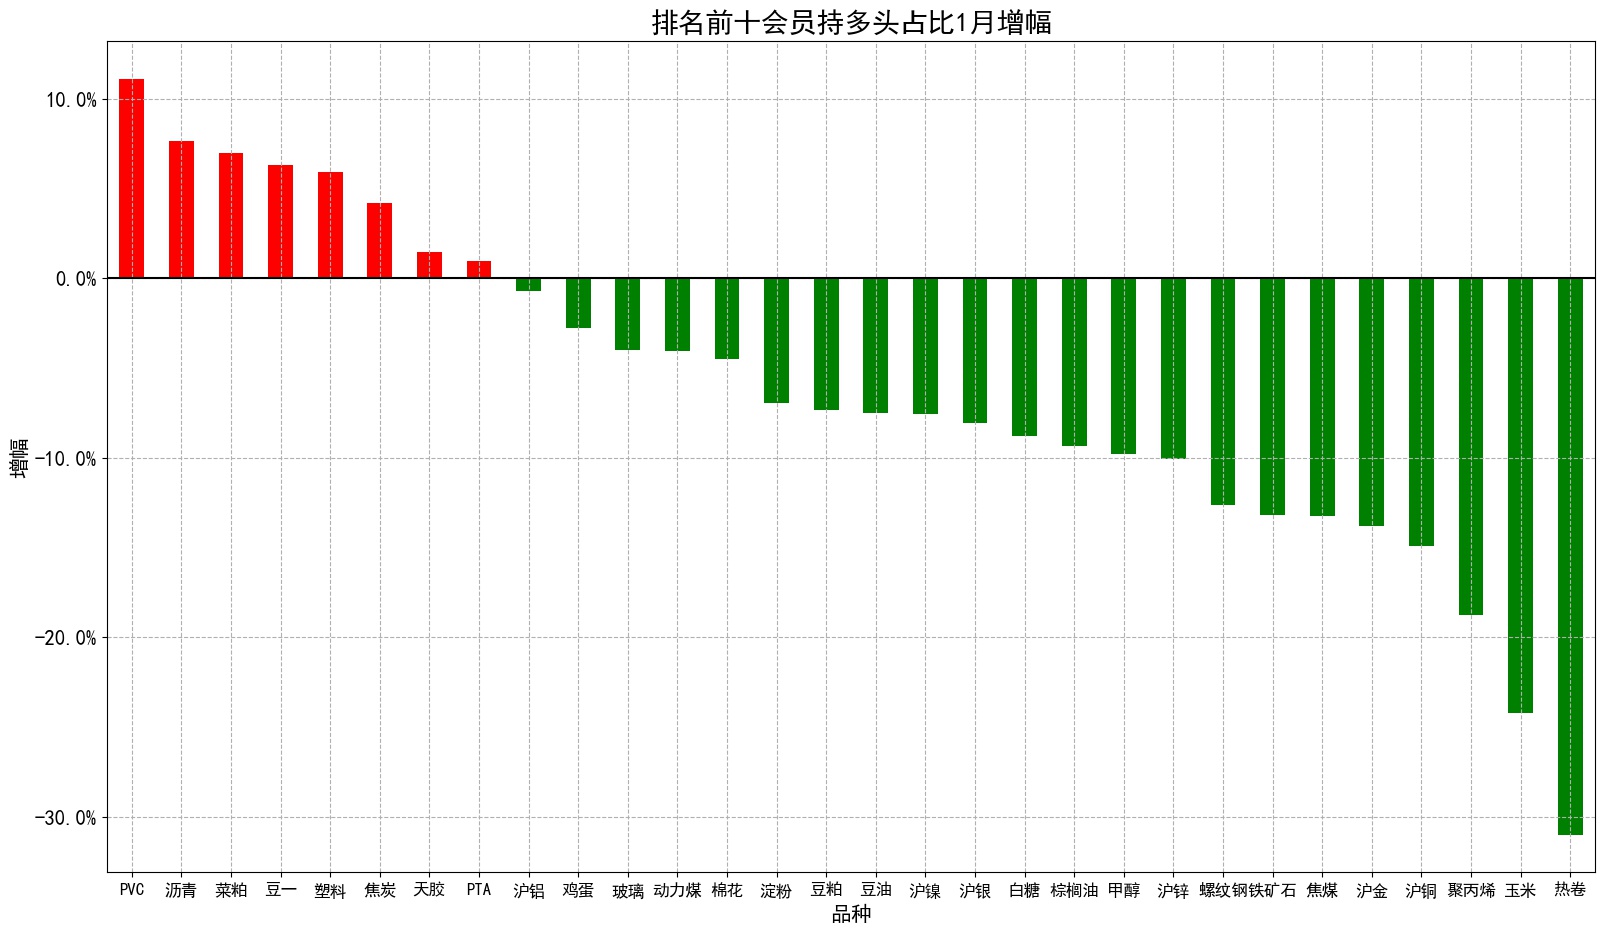 排名前十会员持多头占比1月增幅
10.0%
0.0%
−10.0%
−20.0%
−30.0%
增幅
PVC 沥青 菜粕 豆一 塑料 焦炭 天胶 PTA 沪铝 鸡蛋 玻璃 动力煤 棉花 淀粉 豆粕 豆油 沪镍 沪银 白糖 棕榈油 甲醇 沪锌 螺纹钢 铁矿石 焦煤 沪金 沪铜 聚丙烯 玉米 热卷
品种